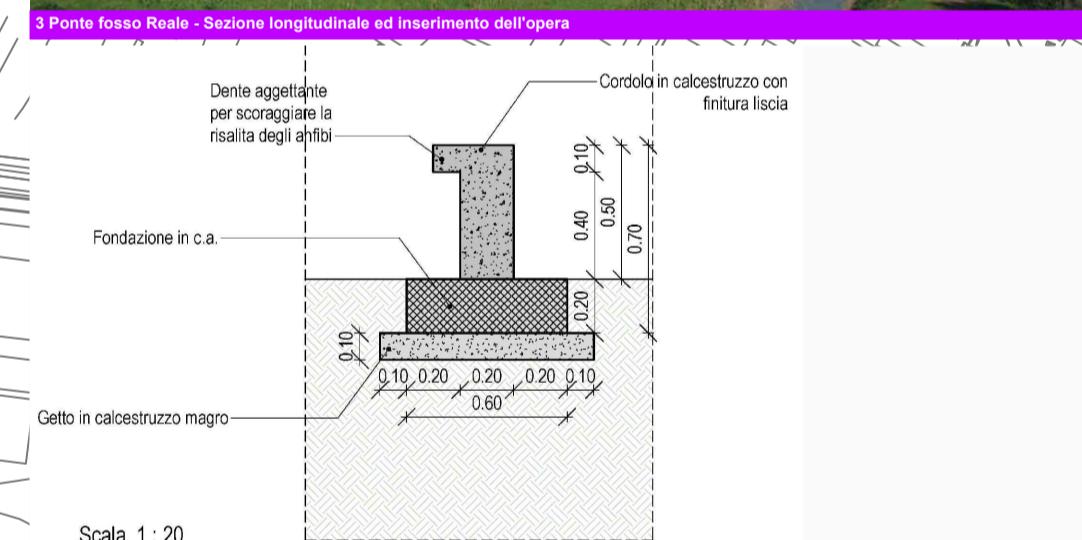 3 Ponte fosso Reale - Sezione longitudinale ed inserimento dell'opera
Dente aggettante
per scoraggiare la
risalita degli anfibi
Cordolo in calcestruzzo con
finitura liscia
0.10
0.40
0.50
0.70
Fondazione in c.a.
0.20
0.10
0.10 0.20 0.20 0.20 0.10
0.60
Getto in calcestruzzo magro
Scala 1 : 20